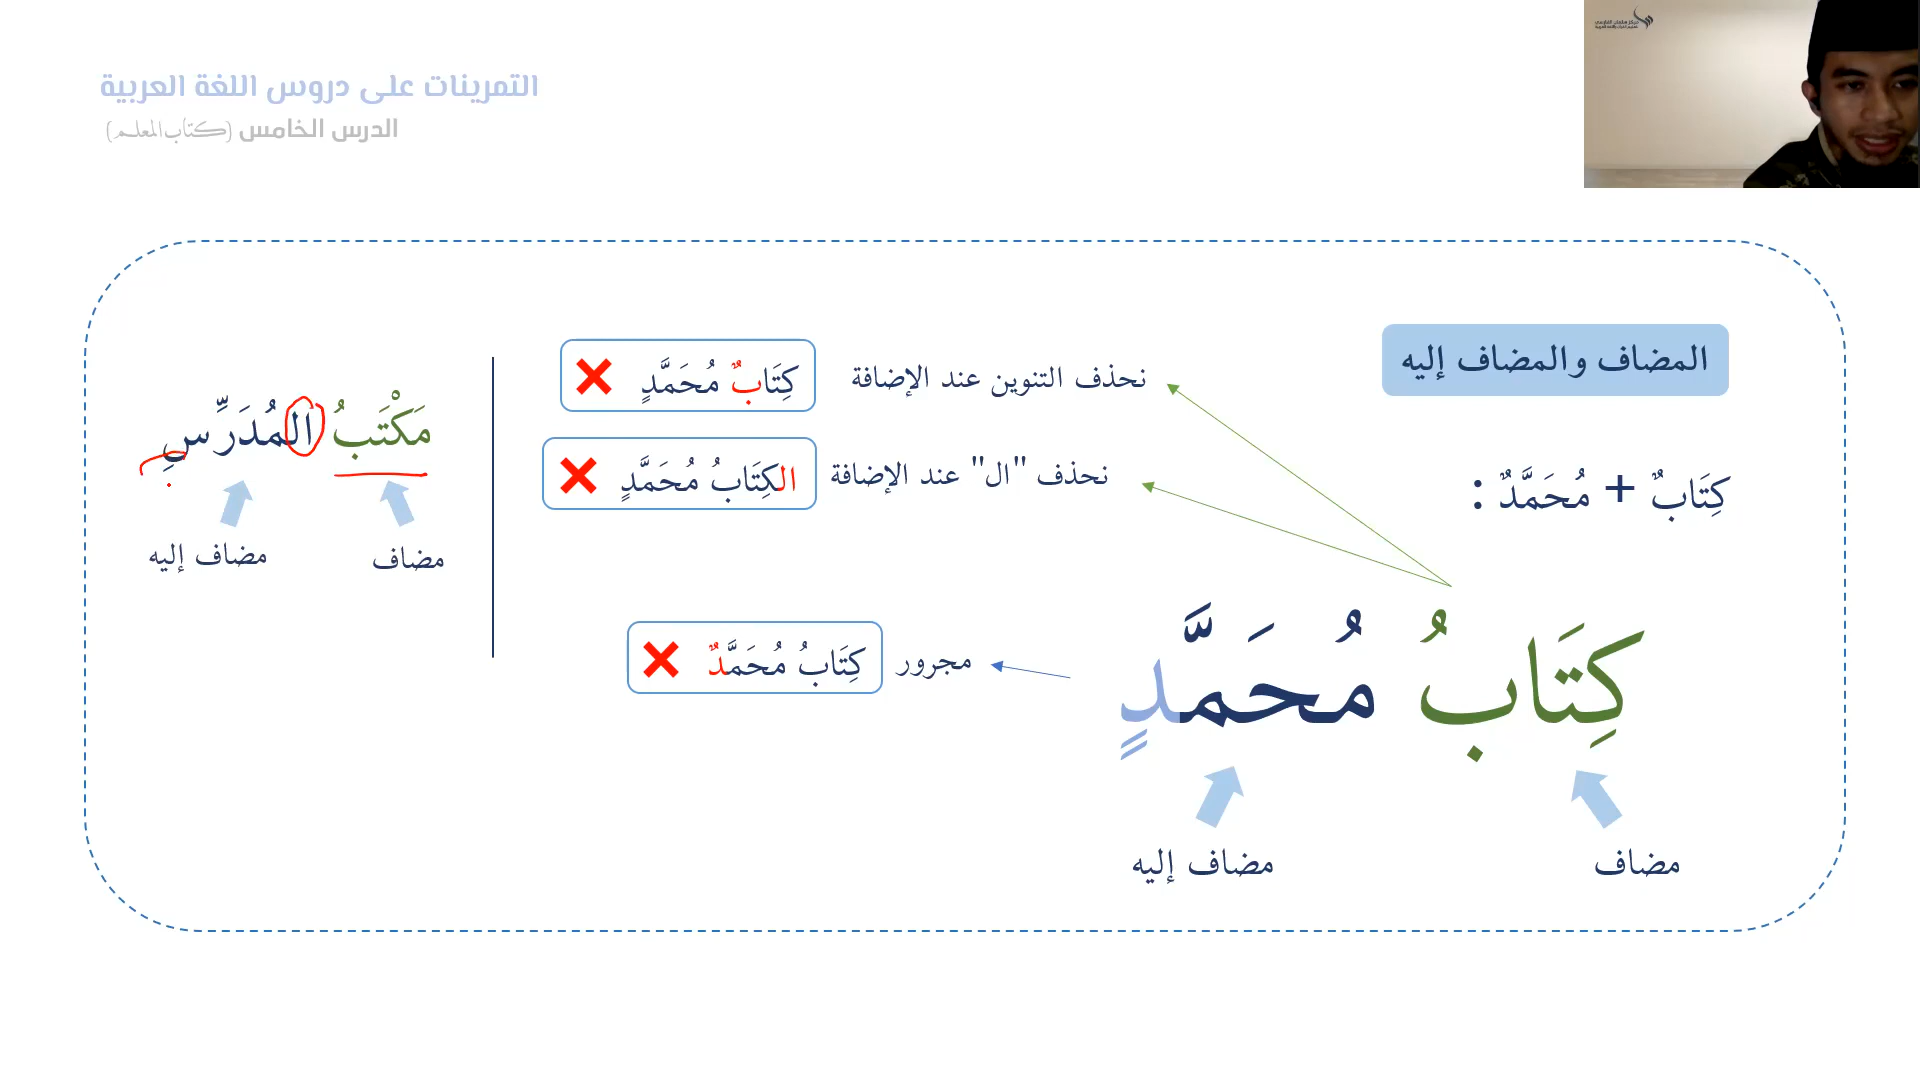 التمرينات على دروس اللغة العربية
الدرس الخامس (كتاب المعلم)
المضاف والمضاف إليه
كِتَابٌ + مُحَمَّدٌ :
كِتَابُ مُحَمَّدٍ
مضاف
مضاف إليه
نحذف التنوين عند الإضافة
كِتَابٌ مُحَمَّدٍ
نحذف "ال" عند الإضافة
الكِتَابُ مُحَمَّدٍ
مجرور
كِتَابُ مُحَمَّدٌ
مَكْتَبُ المُدَرِّسِ
مضاف
مضاف إليه